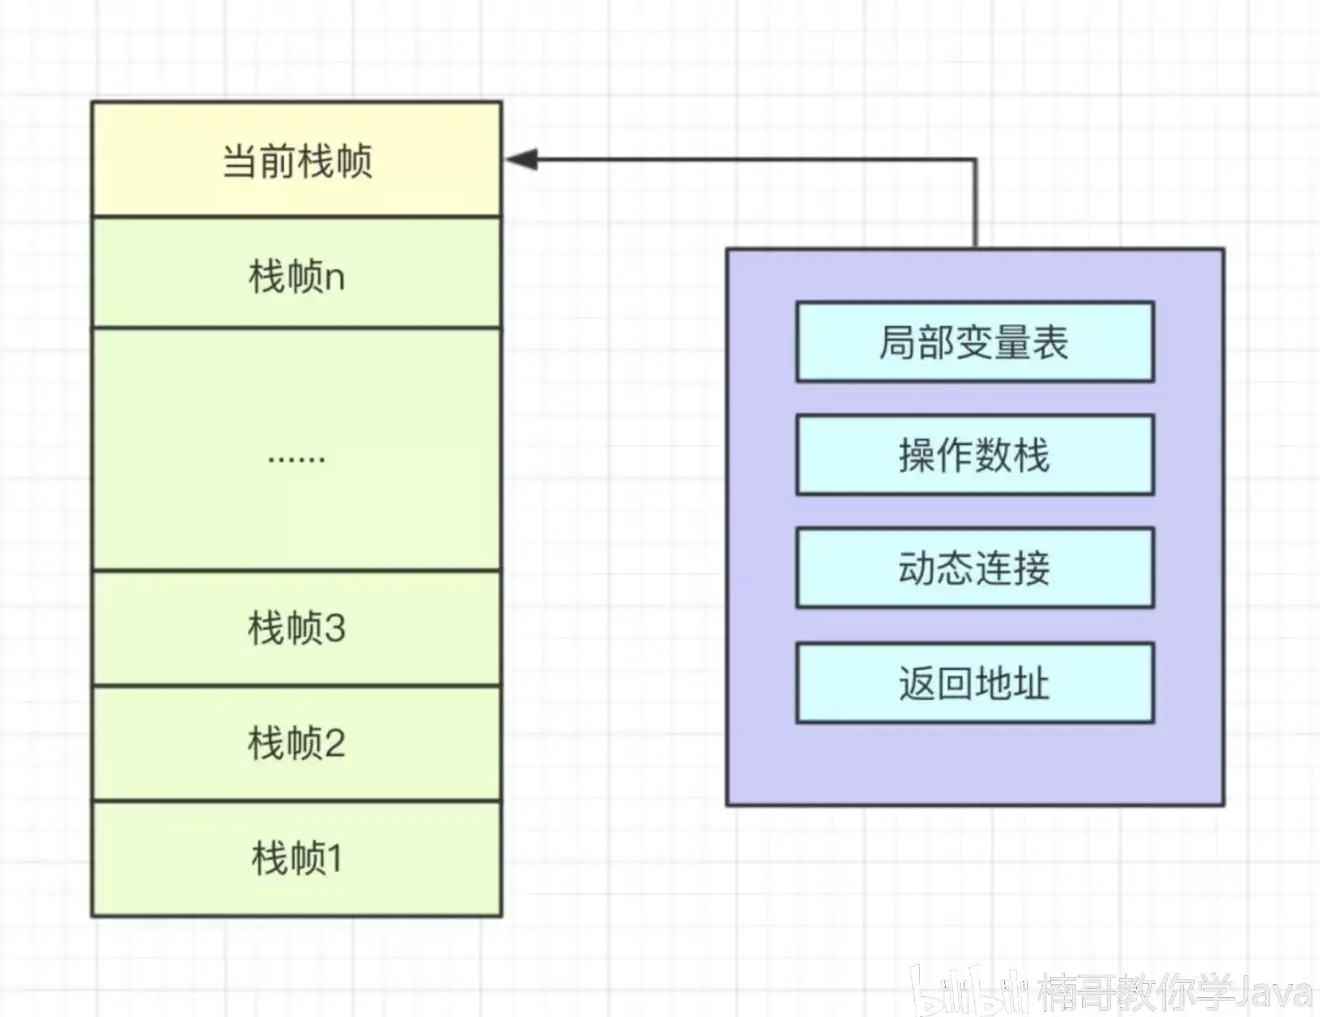 当前栈帧
栈帧n
......
栈帧3
栈帧2
栈帧1
局部变量表
操作数栈
动态连接
返回地址
bilibili 楠哥教你学Java